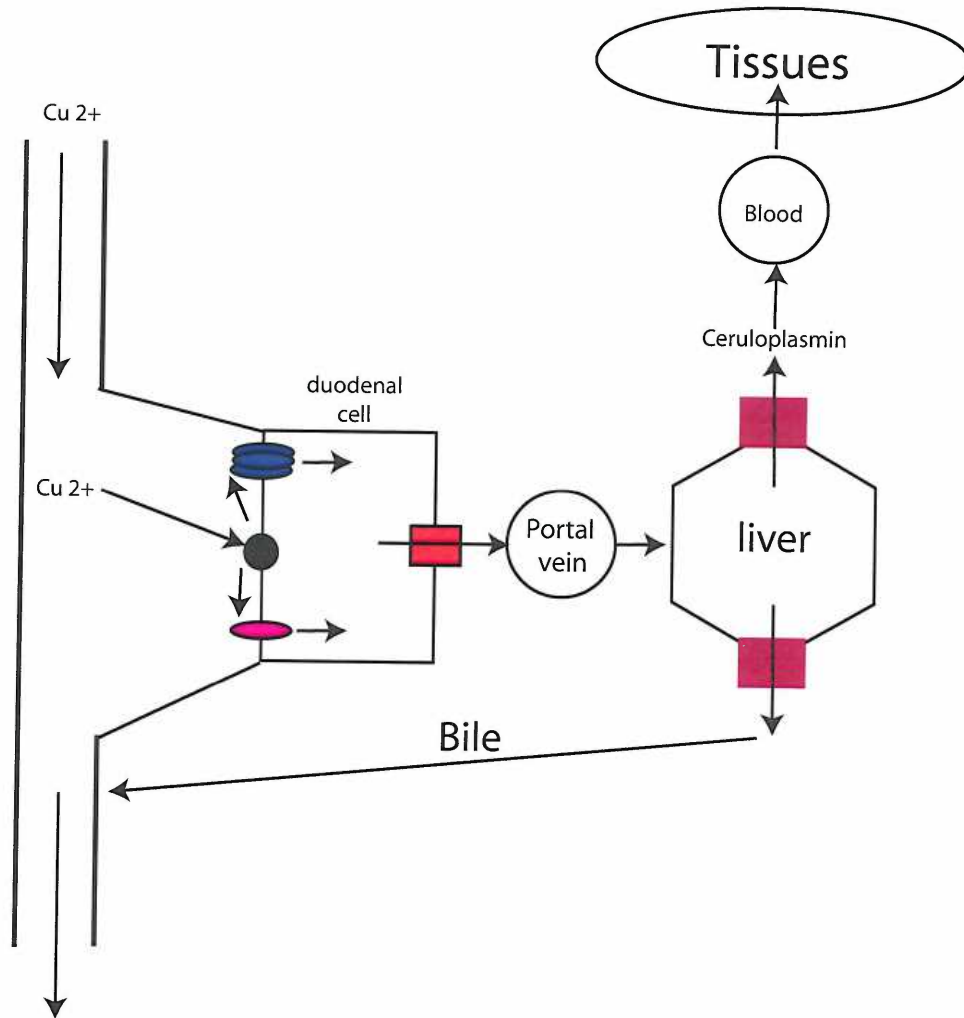 Tissues
Cu 2+
Blood
Ceruloplasmin
duodenal
cell
Cu 2+
Portal
vein
liver
Bile